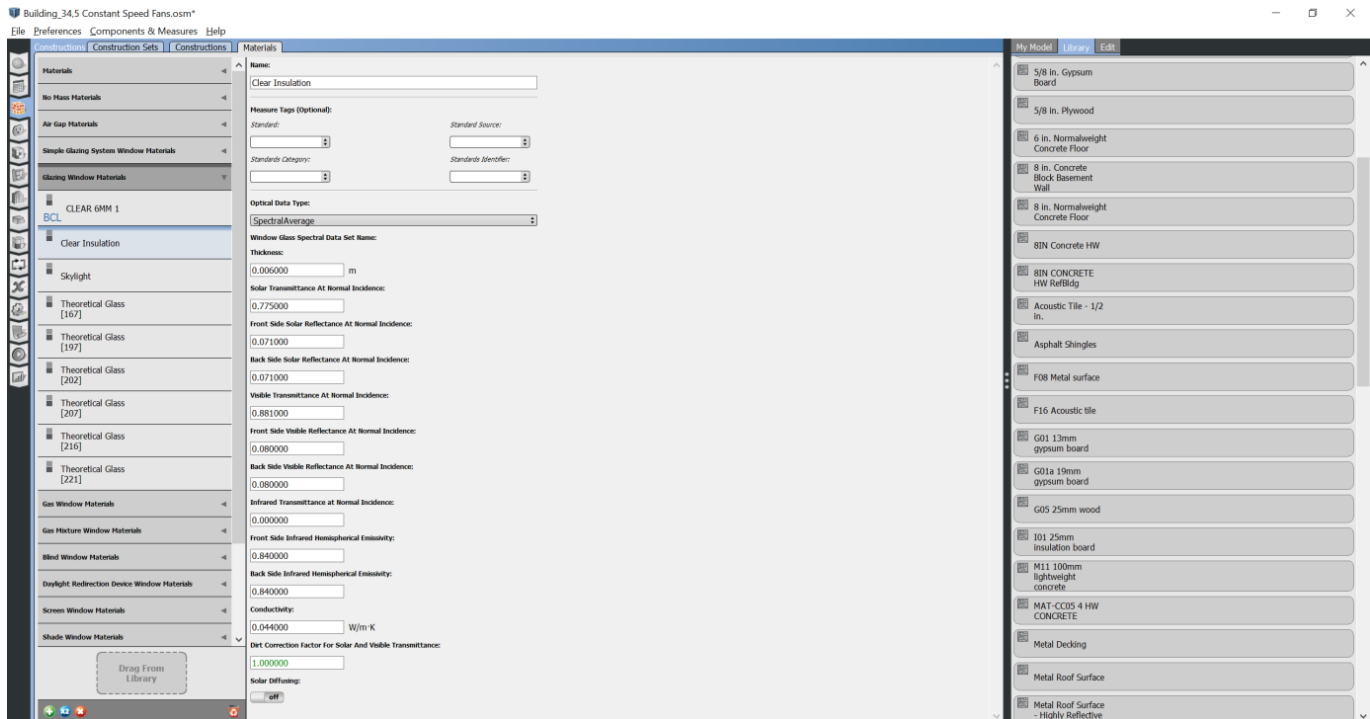 Building_34,5 Constant Speed Fans.osm*
File Preferences Components & Measures Help
Constructions Construction Sets Constructions Materials
Materials
No Mass Materials
Air Gap Materials
Simple Glazing System Window Materials
Glazing Window Materials
CLEAR 6MM 1
BCL
Clear Insulation
Skylight
Theoretical Glass
[167]
Theoretical Glass
[197]
Theoretical Glass
[202]
Theoretical Glass
[207]
Theoretical Glass
[216]
Theoretical Glass
[221]
Gas Window Materials
Gas Mixture Window Materials
Blind Window Materials
Daylight Redirection Device Window Materials
Screen Window Materials
Shade Window Materials
Drag From
Library
Name:
Clear Insulation
Measure Tags (Optional):
Standard: Standard Source:
Standards Category: Standards Identifier:
Optical Data Type:
SpectralAverage
Window Glass Spectral Data Set Name:
Thickness:
0.006000 m
Solar Transmittance At Normal Incidence:
0.775000
Front Side Solar Reflectance At Normal Incidence:
0.071000
Back Side Solar Reflectance At Normal Incidence:
0.071000
Visible Transmittance At Normal Incidence:
0.881000
Front Side Visible Reflectance At Normal Incidence:
0.080000
Back Side Visible Reflectance At Normal Incidence:
0.080000
Infrared Transmittance at Normal Incidence:
0.000000
Front Side Infrared Hemispherical Emissivity:
0.840000
Back Side Infrared Hemispherical Emissivity:
0.840000
Conductivity:
0.044000 W/m·K
Dirt Correction Factor For Solar And Visible Transmittance:
1.000000
Solar Diffusing:
off
My Model Library Edit
5/8 in. Gypsum
Board
5/8 in. Plywood
6 in. Normalweight
Concrete Floor
8 in. Concrete
Block Basement
Wall
8 in. Normalweight
Concrete Floor
8IN Concrete HW
8IN CONCRETE
HW RefBldg
Acoustic Tile - 1/2
in.
Asphalt Shingles
F08 Metal surface
F16 Acoustic tile
G01 13mm
gypsum board
G01a 19mm
gypsum board
G05 25mm wood
I01 25mm
insulation board
M11 100mm
lightweight
concrete
MAT-CC05 4 HW
CONCRETE
Metal Decking
Metal Roof Surface
Metal Roof Surface
- Highly Reflective